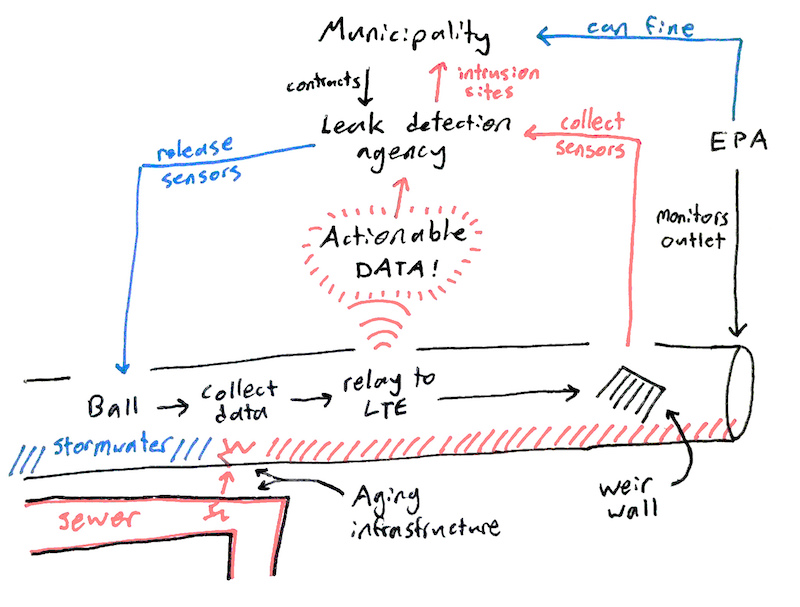 Municipality
can fine
contracts
intrusion
sites
Leak detection
agency
collect
sensors
EPA
release
sensors
monitors
outlet
Actionable
DATA!
Ball
collect
data
relay to
LTE
stormwater
sewer
Aging
infrastructure
weir
wall